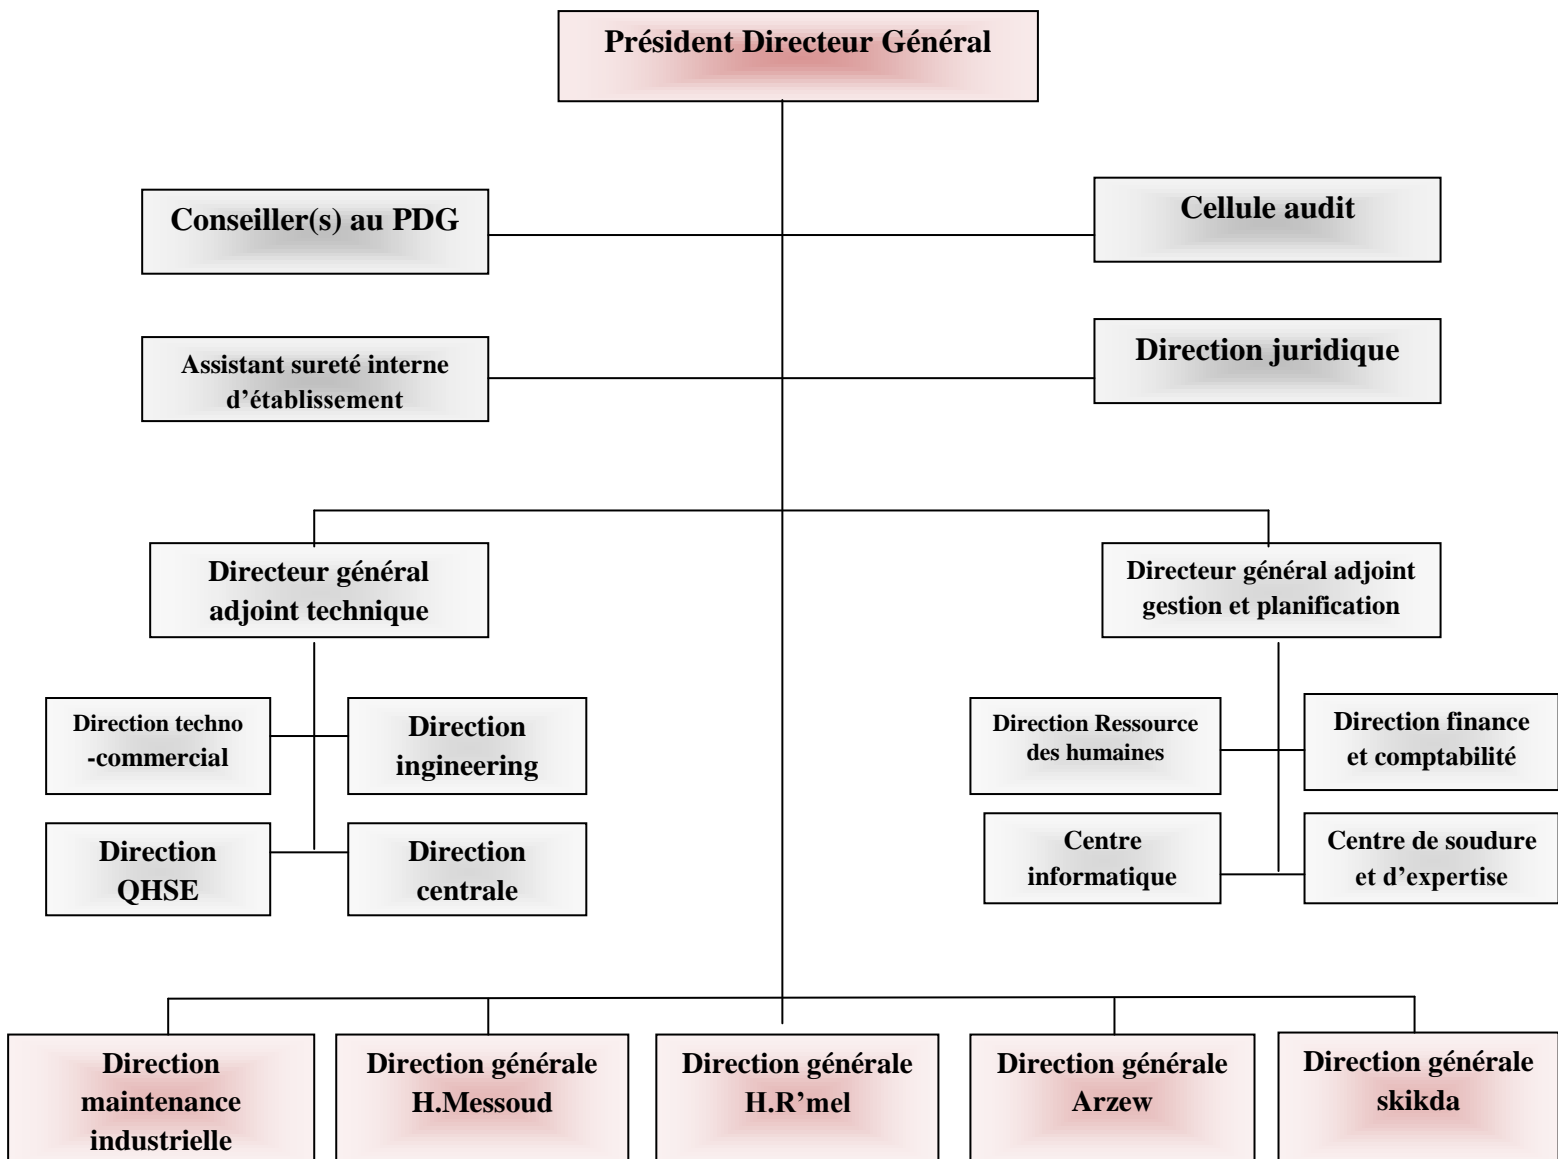 Président Directeur Général
Conseiller(s) au PDG
Cellule audit
Assistant sureté interne
d’établissement
Direction juridique
Directeur général
adjoint technique
Directeur général adjoint
gestion et planification
Direction techno
-commercial
Direction
ingineering
Direction Ressource
des humaines
Direction finance
et comptabilité
Direction
QHSE
Direction
centrale
Centre
informatique
Centre de soudure
et d’expertise
Direction
maintenance
industrielle
Direction générale
H.Messoud
Direction générale
H.R’mel
Direction générale
Arzew
Direction générale
skikda